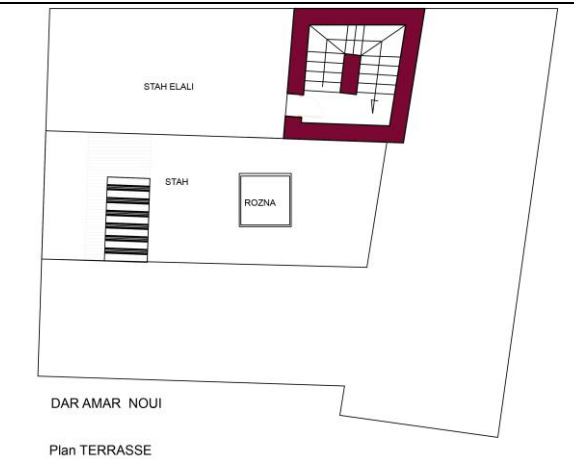 STAH ELALI
STAH
ROZNA
DAR AMAR NOUI
Plan TERRASSE